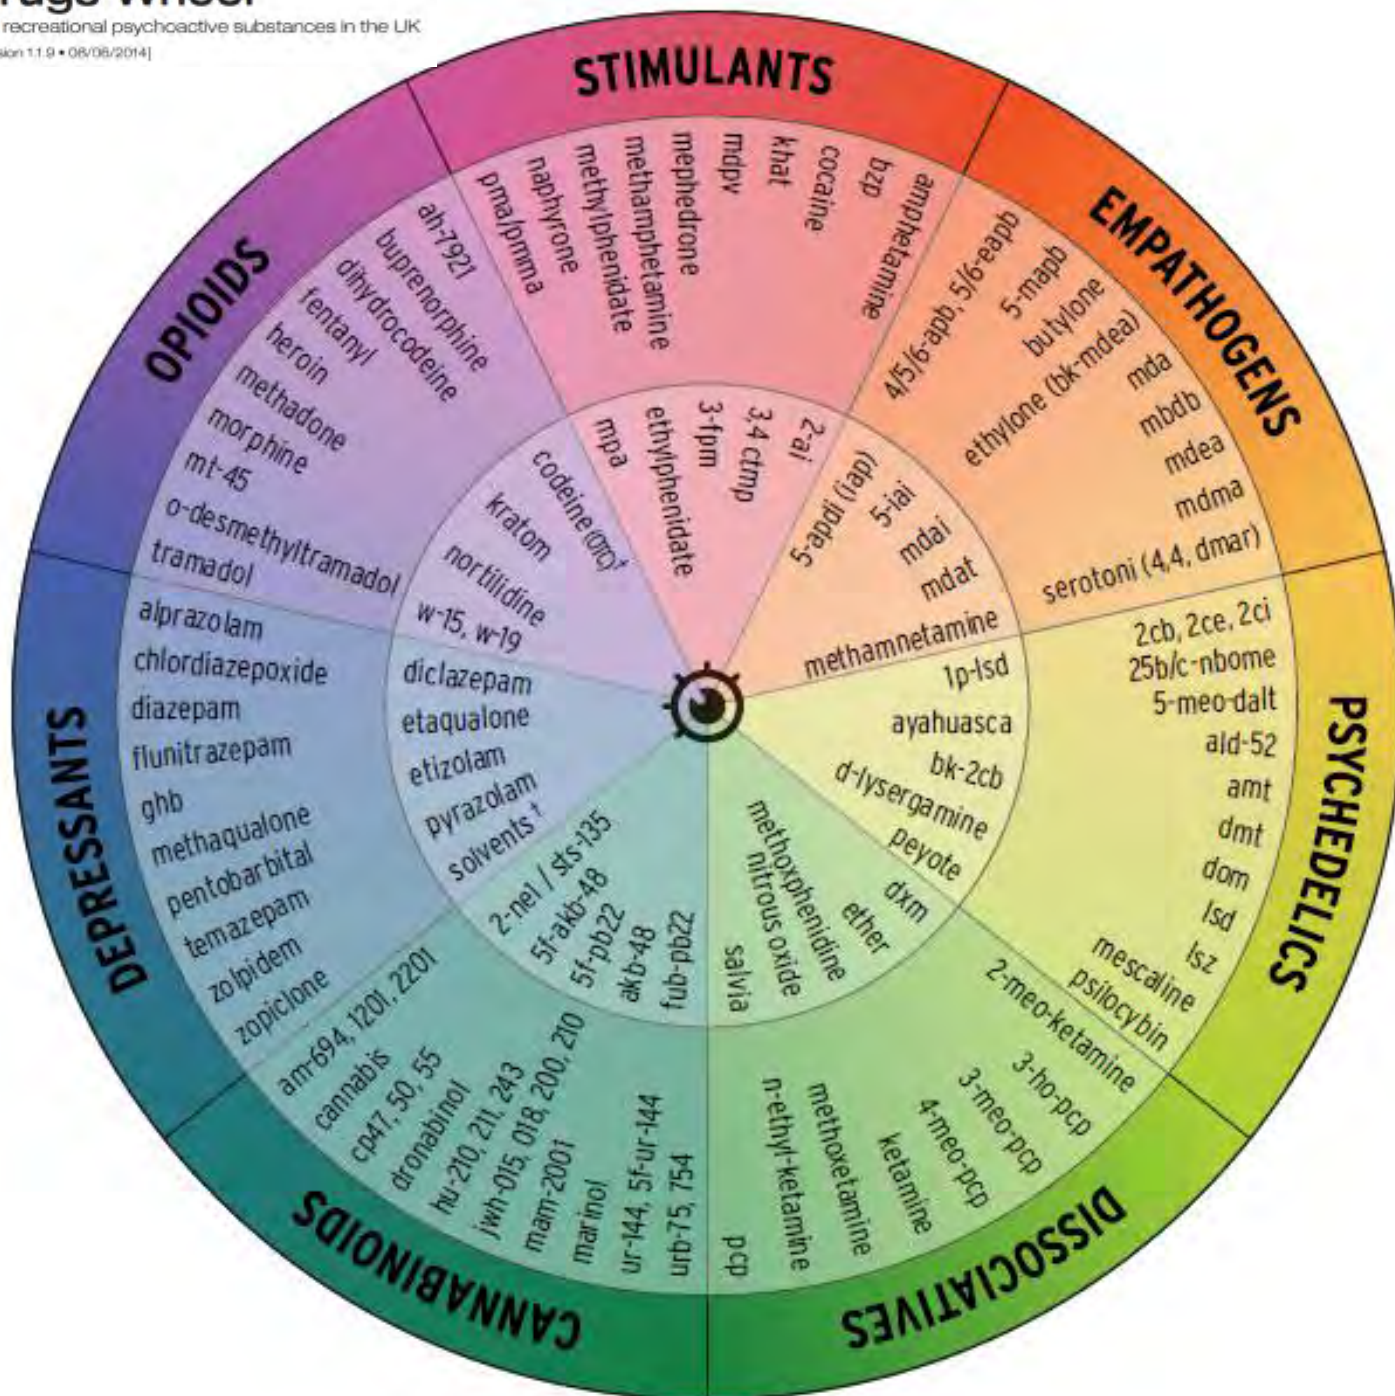 recreational psychoactive substances in the UK
1.1.9 • 08/06/2014]
STIMULANTS
pma/pmma
naphyrone
methylphenidate
methamphetamine
mephedrone
mdpv
khat
cocaine
bzp
amphetamine
mpa
ethylphenidate
3-fpm
3,4 ctmp
2-ai
EMPATHOGENS
4/5/6-apb, 5/6-eapb
5-mapb
butylone
ethylone (bk-mdea)
mda
mbdb
mdea
mdma
serotoni (4,4, dmar)
5-apdi (iap)
5-iai
mdai
mdat
methamnetamine
PSYCHEDELICS
2cb, 2ce, 2ci
25b/c-nbome
5-meo-dalt
ald-52
amt
dmt
dom
lsd
lsz
mescaline
psilocybin
1p-lsd
ayahuasca
bk-2cb
d-lysergamine
peyote
DISSOCIATIVES
2-meo-ketamine
3-ho-pcp
3-meo-pcp
4-meo-pcp
ketamine
methoxetamine
n-ethyl-ketamine
pcp
dxm
ether
methoxphenidine
nitrous oxide
salvia
CANNABINOIDS
am-694, 1201, 2201
cannabis
cp47, 50, 55
dronabinol
hu-210, 211, 243
jwh-015, 018, 200, 210
mam-2001
marinol
ur-144, 5f-ur-144
urb-75, 754
2-nel / sts-135
5f-akb-48
5f-pb22
akb-48
fub-pb22
DEPRESSANTS
alprazolam
chlordiazepoxide
diazepam
flunitrazepam
ghb
methaqualone
pentobarbital
temazepam
zolpidem
zopiclone
diclazepam
etaqualone
etizolam
pyrazolam
solvents †
OPIOIDS
ah-7921
buprenorphine
dihydrocodeine
fentanyl
heroin
methadone
morphine
mt-45
o-desmethyltramadol
tramadol
codeine (OTC)†
kratom
nortilidine
w-15, w-19